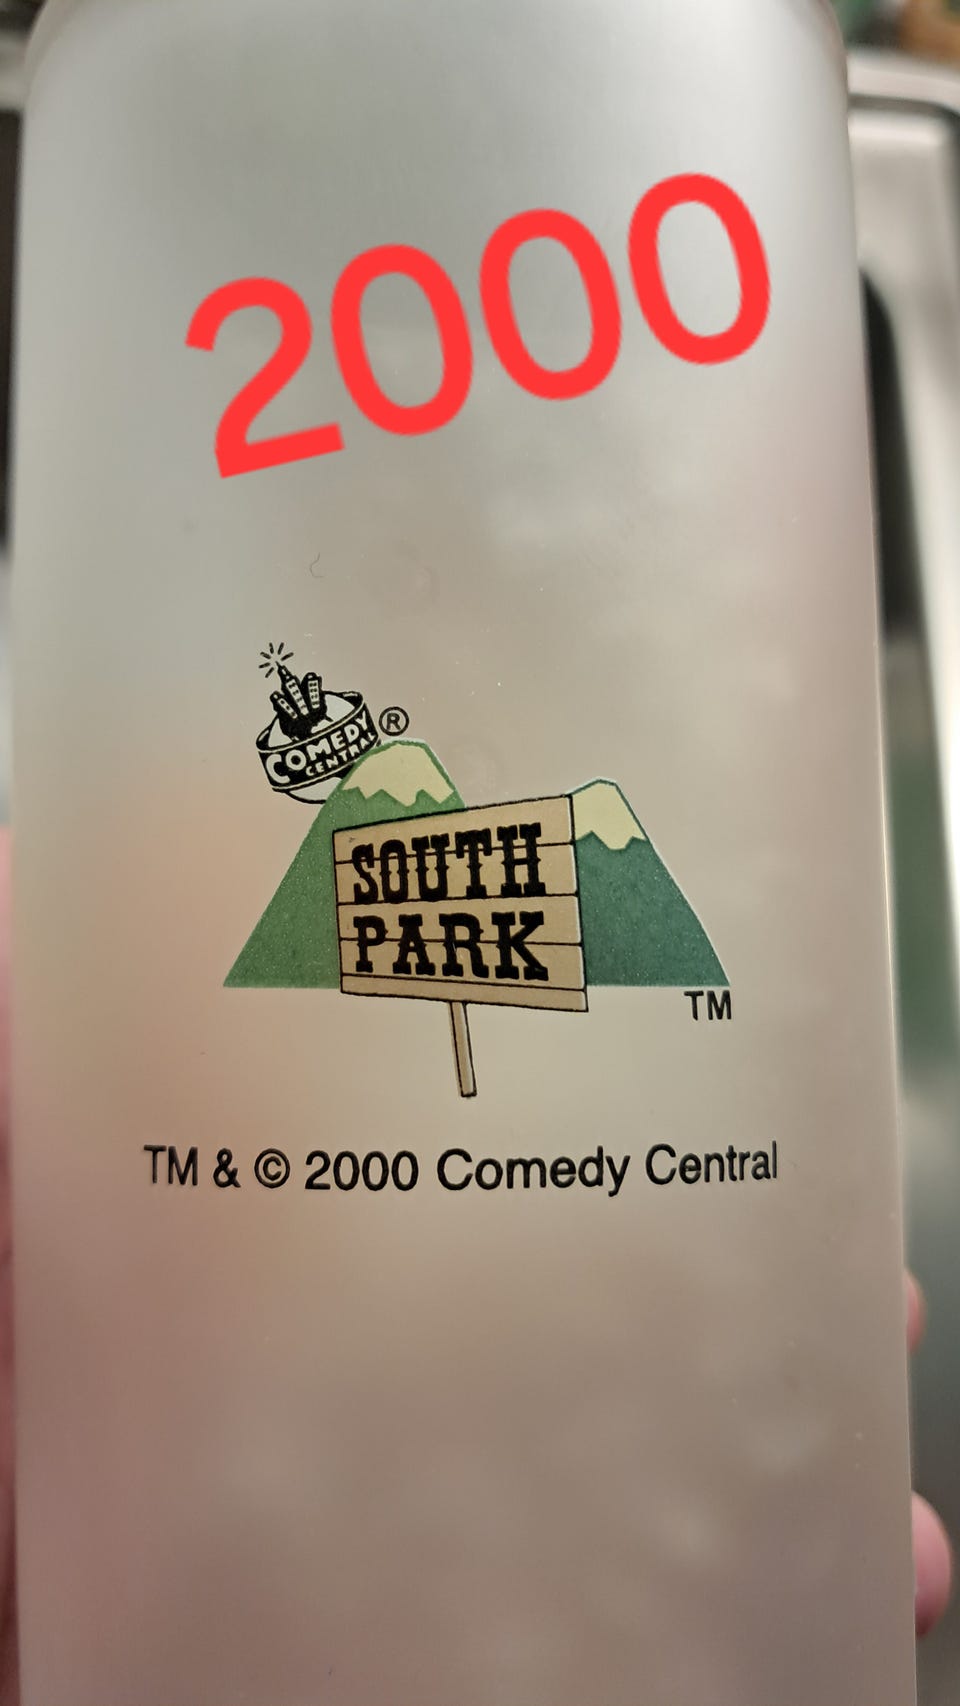 2000
COMEDY
CENTRAL
®
SOUTH
PARK
TM
TM & © 2000 Comedy Central